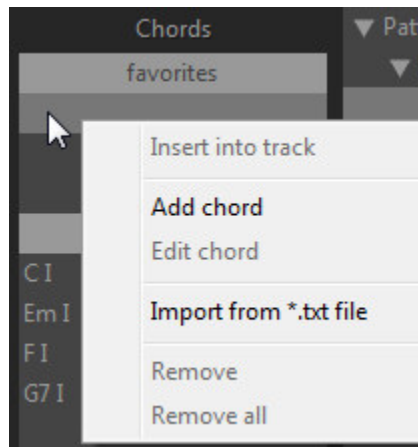 Chords
Pat
favorites
Insert into track
Add chord
Edit chord
C I
Em I
Import from *.txt file
F I
Remove
G7 I
Remove all